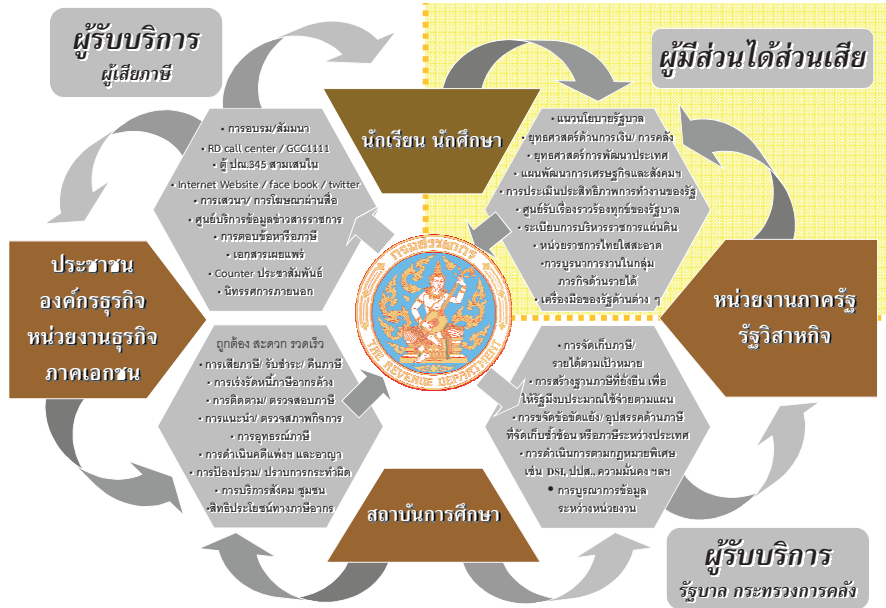 ผู้รับบริการ
ผู้เสียภาษี
ผู้มีส่วนได้ส่วนเสีย
นักเรียน นักศึกษา
• การอบรม/สัมมนา
• RD call center / GCC1111
• ตู้ ปณ.345 สามเสนใน
• Internet Website / face book / twitter
• การเสวนา/ การโฆษณาผ่านสื่อ
• ศูนย์บริการข้อมูลข่าวสารราชการ
• การตอบข้อหารือภาษี
• เอกสารเผยแพร่
• Counter ประชาสัมพันธ์
• นิทรรศการภายนอก
• แนวนโยบายรัฐบาล
• ยุทธศาสตร์ด้านการเงิน/ การคลัง
• ยุทธศาสตร์การพัฒนาประเทศ
• แผนพัฒนาการเศรษฐกิจและสังคมฯ
• การประเมินประสิทธิภาพการทำงานของรัฐ
• ศูนย์รับเรื่องราวร้องทุกข์ของรัฐบาล
• ระเบียบการบริหารราชการแผ่นดิน
• หน่วยราชการไทยใสสะอาด
•การบูรณาการงานในกลุ่ม
ภารกิจด้านรายได้
• เครื่องมือของรัฐด้านต่าง ๆ
ประชาชน
องค์กรธุรกิจ
หน่วยงานธุรกิจ
ภาคเอกชน
กรมสรรพากร
THE REVENUE DEPARTMENT
หน่วยงานภาครัฐ
รัฐวิสาหกิจ
ถูกต้อง สะดวก รวดเร็ว
• การเสียภาษี/ รับชำระ/ คืนภาษี
• การเร่งรัดหนี้ภาษีอากรค้าง
• การติดตาม/ ตรวจสอบภาษี
• การแนะนำ/ ตรวจสภาพกิจการ
• การอุทธรณ์ภาษี
• การดำเนินคดีแพ่งฯ และอาญา
• การป้องปราม/ ปราบการกระทำผิด
• การบริการสังคม ชุมชน
•สิทธิประโยชน์ทางภาษีอากร
• การจัดเก็บภาษี/
รายได้ตามเป้าหมาย
• การสร้างฐานภาษีที่ยั่งยืน เพื่อ
ให้รัฐมีงบประมาณใช้จ่ายตามแผน
• การขจัดข้อขัดแย้ง/ อุปสรรคด้านภาษี
ที่จัดเก็บซ้ำซ้อน หรือภาษีระหว่างประเทศ
• การดำเนินการตามกฎหมายพิเศษ
เช่น DSI, ปปส., ความมั่นคง ฯลฯ
• การบูรณาการข้อมูล
ระหว่างหน่วยงาน
สถาบันการศึกษา
ผู้รับบริการ
รัฐบาล กระทรวงการคลัง